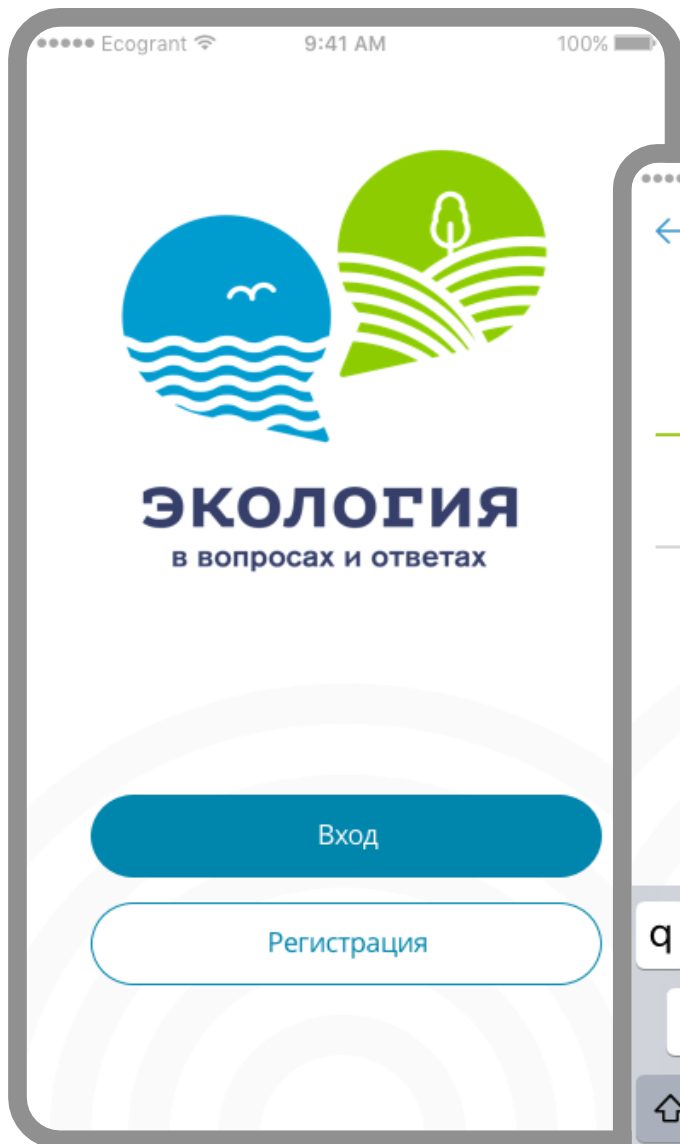 Ecogrant 9:41 AM 100%
экология
в вопросах и ответах
Вход
Регистрация
q